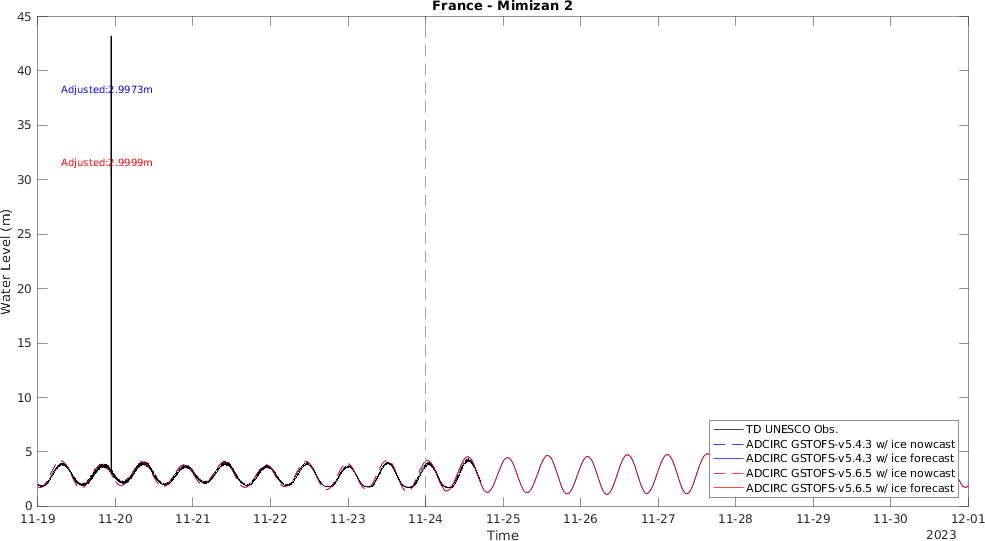 France - Mimizan 2
45
40
35
30
25
20
15
10
5
0
Water Level (m)
Adjusted:2.9973m
Adjusted:2.9999m
TD UNESCO Obs.
ADCIRC GSTOFS-v5.4.3 w/ ice nowcast
ADCIRC GSTOFS-v5.4.3 w/ ice forecast
ADCIRC GSTOFS-v5.6.5 w/ ice nowcast
ADCIRC GSTOFS-v5.6.5 w/ ice forecast
11-19 11-20 11-21 11-22 11-23 11-24 11-25 11-26 11-27 11-28 11-29 11-30 12-01
Time
2023